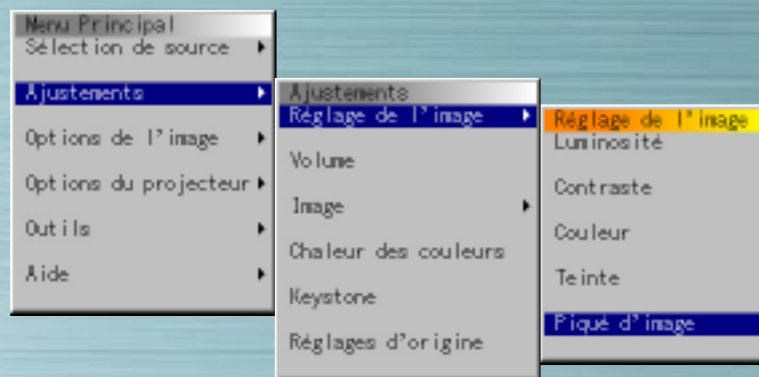 Menu Principal
Sélection de source
Ajustements
Options de l'image
Options du projecteur
Outils
Aide
Ajustements
Réglage de l'image
Volume
Image
Chaleur des couleurs
Keystone
Réglages d'origine
Réglage de l'image
Luminosité
Contraste
Couleur
Teinte
Piqué d'image